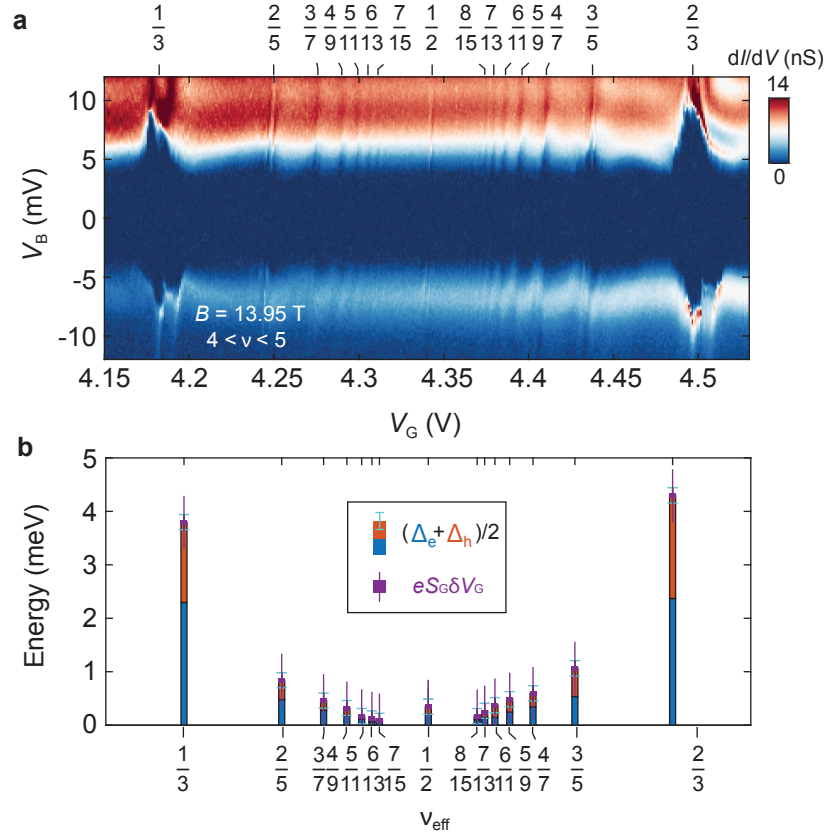 a
1/3 2/5 3/7 4/9 5/11 6/13 7/15 1/2 8/15 7/13 6/11 5/9 4/7 3/5 2/3
dI/dV (nS)
14
0
10
5
0
-5
-10
V_B (mV)
B = 13.95 T
4 < ν < 5
4.15 4.2 4.25 4.3 4.35 4.4 4.45 4.5
V_G (V)
b
5
4
3
2
1
0
Energy (meV)
(Δ_e+Δ_h)/2
eS_GδV_G
1/3 2/5 3/7 4/9 5/11 6/13 7/15 1/2 8/15 7/13 6/11 5/9 4/7 3/5 2/3
ν_eff